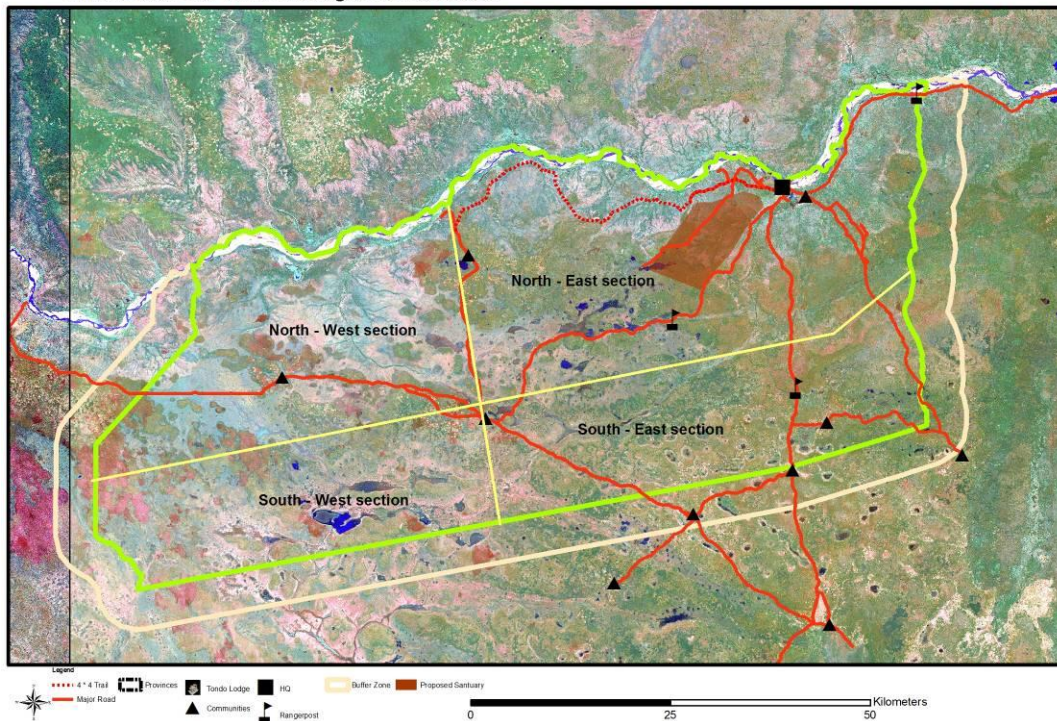 North - East section
North - West section
South - East section
South - West section
Legend
4 * 4 Trail
Major Road
Provinces
Tondo Lodge
Communities
HQ
Rangerpost
Buffer Zone
Proposed Santuary
0 25 50
Kilometers